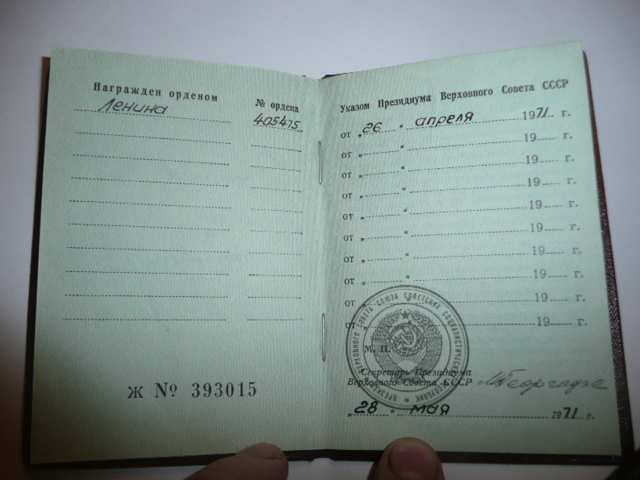 Награжден орденом
№ ордена
Ленина
405475
Ж № 393015
Указом Президиума Верховного Совета СССР
от „26 “ апреля 1971 г.
от „ “ 19 г.
от „ “ 19 г.
от „ “ 19 г.
от „ “ 19 г.
от „ “ 19 г.
от „ “ 19 г.
от „ “ 19 г.
от „ “ 19 г.
от „ “ 19 г.
М. П.
Секретарь Президиума
Верховного Совета СССР
МГеоргадзе
„28 “ мая 1971 г.